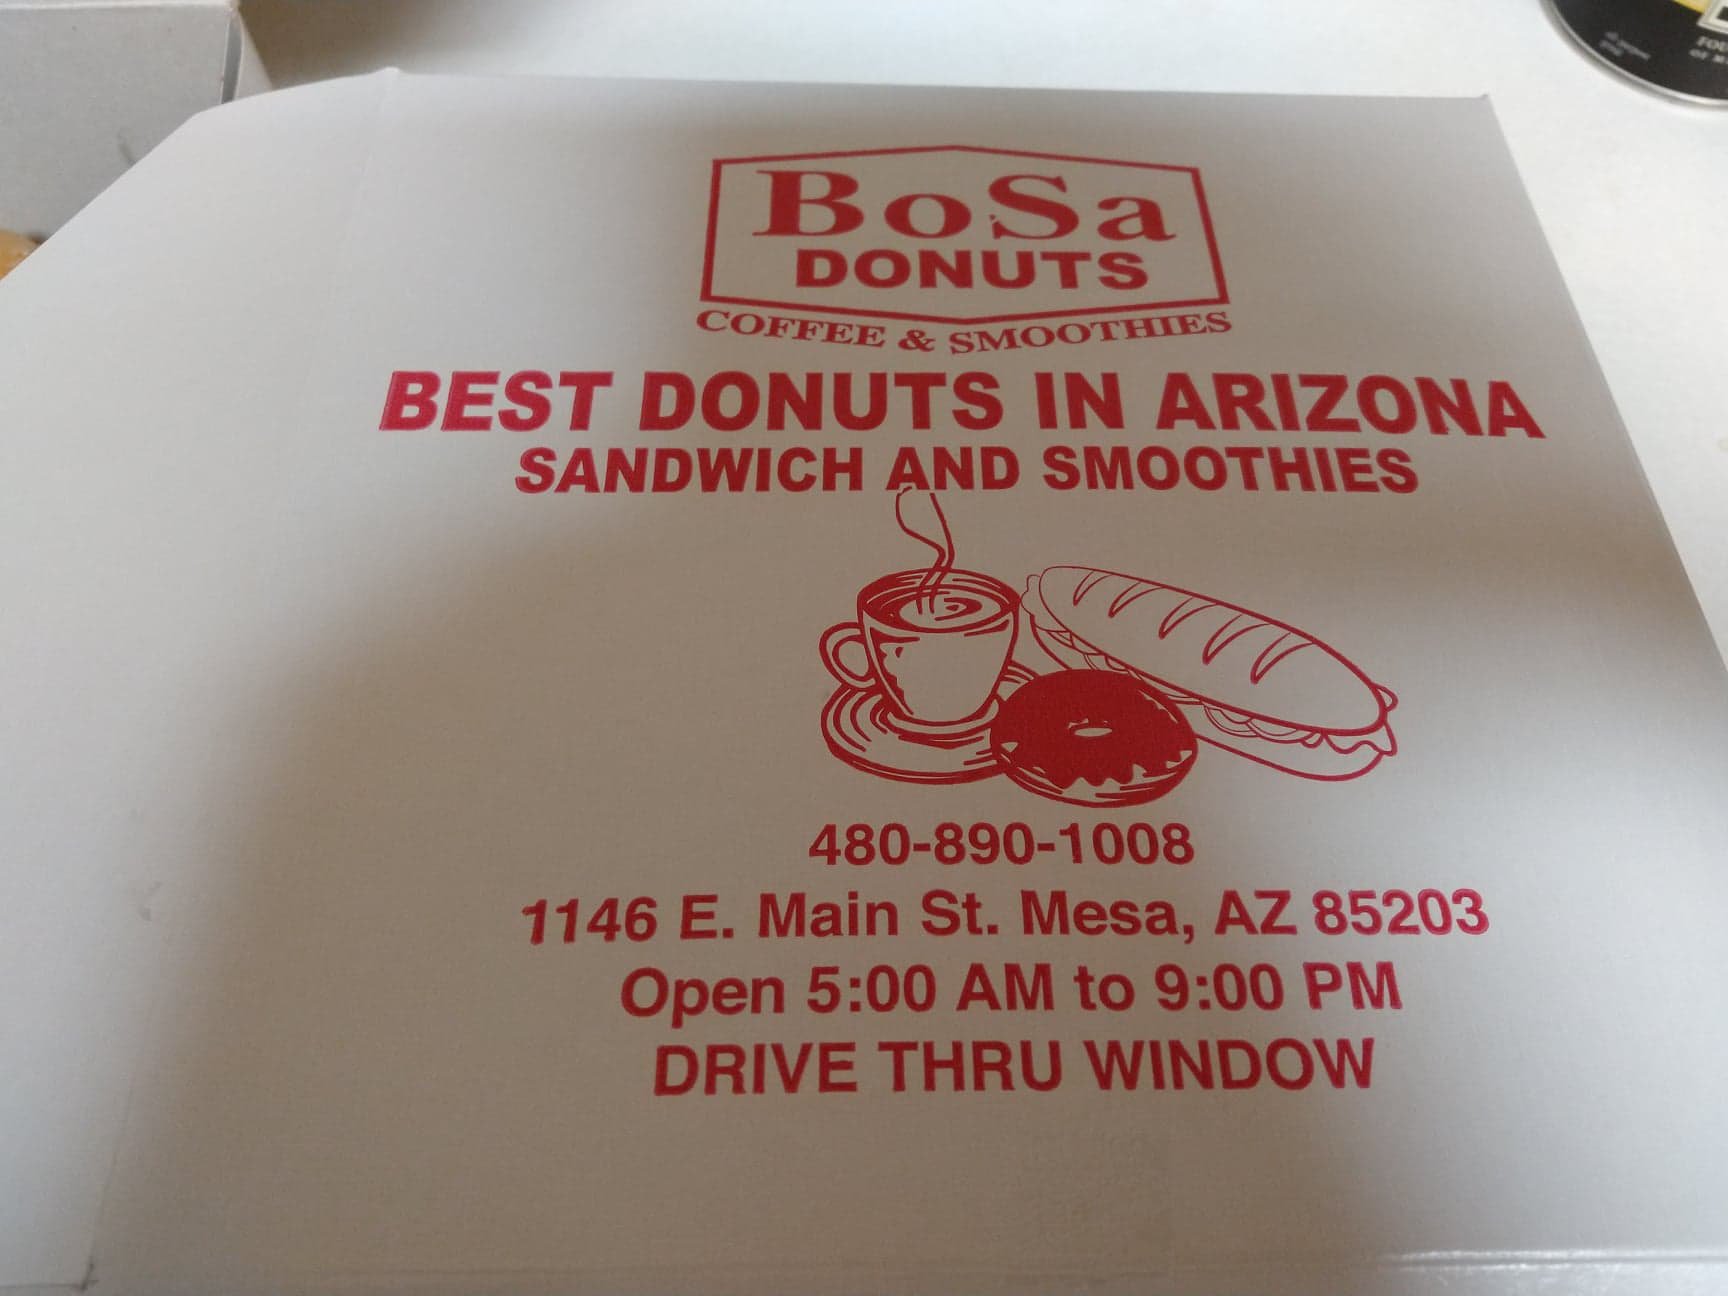 BoSa
DONUTS
COFFEE & SMOOTHIES
BEST DONUTS IN ARIZONA
SANDWICH AND SMOOTHIES
480-890-1008
1146 E. Main St. Mesa, AZ 85203
Open 5:00 AM to 9:00 PM
DRIVE THRU WINDOW